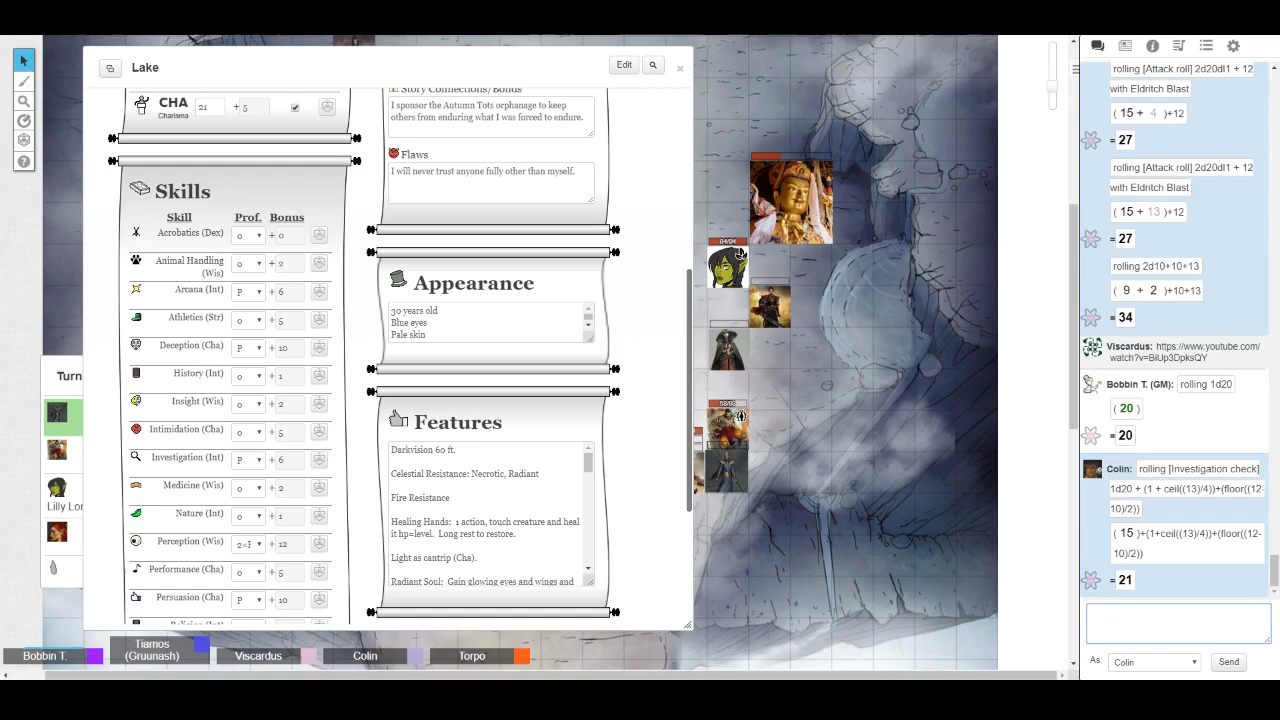 Lake
Edit
CHA
Charisma
21
+ 5
Skills
Skill Prof. Bonus
Acrobatics (Dex) 0 + 0
Animal Handling
(Wis) 0 + 2
Arcana (Int) P + 6
Athletics (Str) 0 + 5
Deception (Cha) P + 10
History (Int) 0 + 1
Insight (Wis) 0 + 2
Intimidation (Cha) 0 + 5
Investigation (Int) P + 6
Medicine (Wis) 0 + 2
Nature (Int) 0 + 1
Perception (Wis) + 12
Performance (Cha) 0 + 5
Persuasion (Cha) P + 10
Story Connections/Bonds
I sponsor the Autumn Tots orphanage to keep
others from enduring what I was forced to endure.
Flaws
I will never trust anyone fully other than myself.
Appearance
30 years old
Blue eyes
Pale skin
Features
Darkvision 60 ft.
Celestial Resistance: Necrotic, Radiant
Fire Resistance
Healing Hands: 1 action, touch creature and heal
it hp=level. Long rest to restore.
Light as cantrip (Cha).
Radiant Soul: Gain glowing eyes and wings and
Turn
Lilly Lor
Bobbin T.
Tiamos
(Gruunash)
Viscardus
Colin
Torpo
rolling [Attack roll] 2d20dl1 + 12
with Eldritch Blast
( 15 + 4 )+12
= 27
rolling [Attack roll] 2d20dl1 + 12
with Eldritch Blast
( 15 + 13 )+12
= 27
rolling 2d10+10+13
( 9 + 2 )+10+13
= 34
Viscardus: https://www.youtube.com/
watch?v=BiUp3DpksQY
Bobbin T. (GM): rolling 1d20
( 20 )
= 20
Colin: rolling [Investigation check]
1d20 + (1 + ceil((13)/4))+(floor((12-
10)/2))
( 15 )+(1+ceil((13)/4))+(floor((12-
10)/2))
= 21
As: Colin
Send